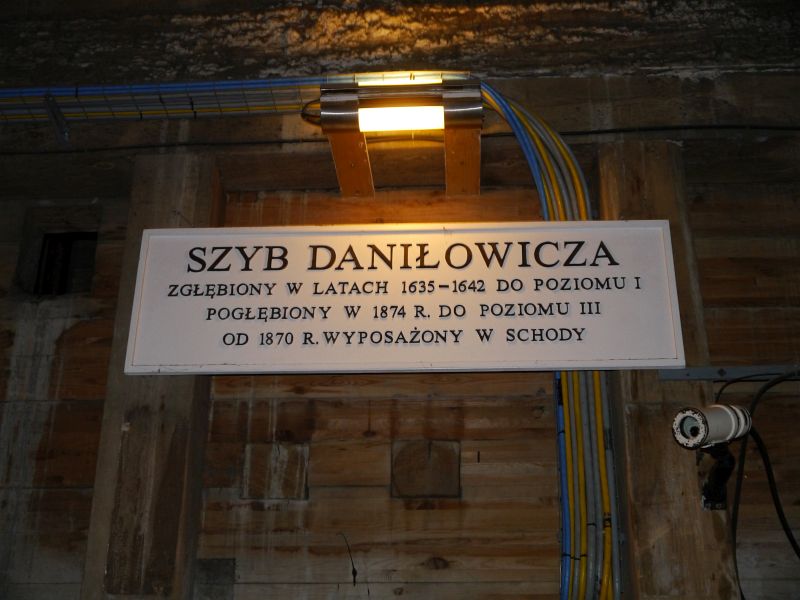 SZYB DANIŁOWICZA
ZGŁĘBIONY W LATACH 1635-1642 DO POZIOMU I
POGŁĘBIONY W 1874 R. DO POZIOMU III
OD 1870 R. WYPOSAŻONY W SCHODY